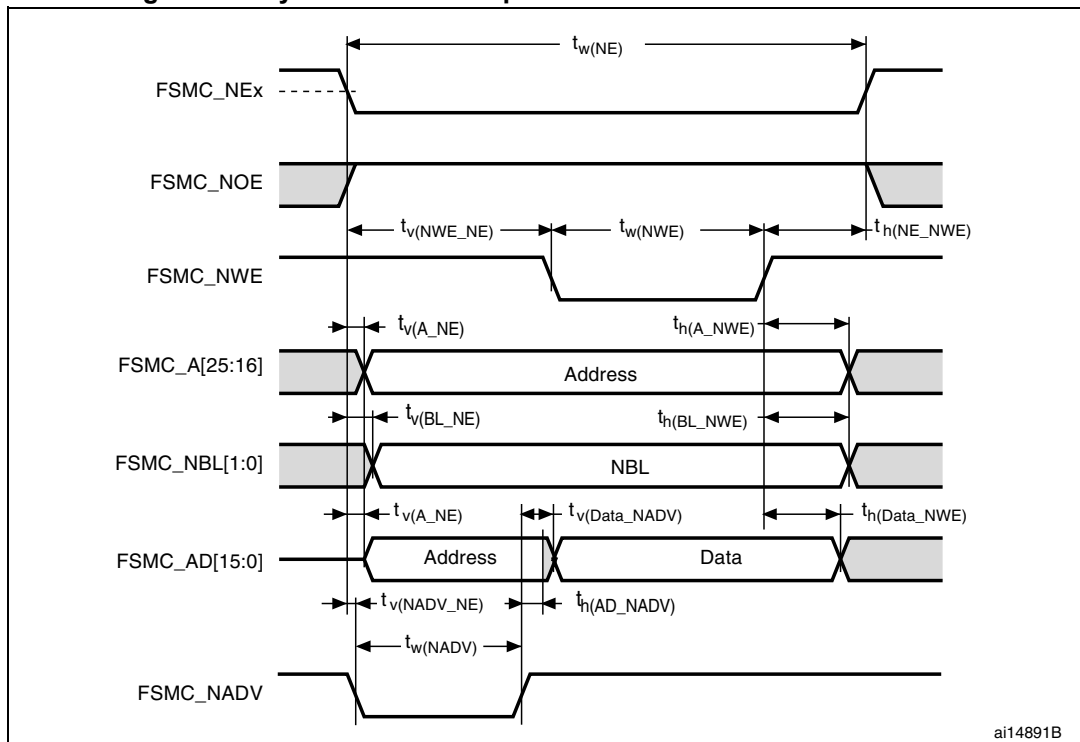 tw(NE)
FSMC_NEx
FSMC_NOE
tv(NWE_NE) tw(NWE) th(NE_NWE)
FSMC_NWE
tv(A_NE) th(A_NWE)
FSMC_A[25:16] Address
tv(BL_NE) th(BL_NWE)
FSMC_NBL[1:0] NBL
tv(A_NE) tv(Data_NADV) th(Data_NWE)
FSMC_AD[15:0] Address Data
tv(NADV_NE) th(AD_NADV)
tw(NADV)
FSMC_NADV
ai14891B